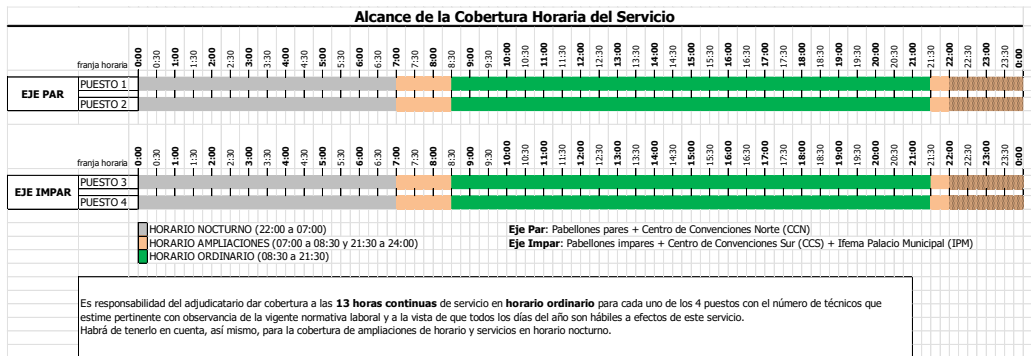 Alcance de la Cobertura Horaria del Servicio
franja horaria 0:00 0:30 1:00 1:30 2:00 2:30 3:00 3:30 4:00 4:30 5:00 5:30 6:00 6:30 7:00 7:30 8:00 8:30 9:00 9:30 10:00 10:30 11:00 11:30 12:00 12:30 13:00 13:30 14:00 14:30 15:00 15:30 16:00 16:30 17:00 17:30 18:00 18:30 19:00 19:30 20:00 20:30 21:00 21:30 22:00 22:30 23:00 23:30 0:00
EJE PAR
PUESTO 1
PUESTO 2
franja horaria 0:00 0:30 1:00 1:30 2:00 2:30 3:00 3:30 4:00 4:30 5:00 5:30 6:00 6:30 7:00 7:30 8:00 8:30 9:00 9:30 10:00 10:30 11:00 11:30 12:00 12:30 13:00 13:30 14:00 14:30 15:00 15:30 16:00 16:30 17:00 17:30 18:00 18:30 19:00 19:30 20:00 20:30 21:00 21:30 22:00 22:30 23:00 23:30 0:00
EJE IMPAR
PUESTO 3
PUESTO 4
HORARIO NOCTURNO (22:00 a 07:00)
HORARIO AMPLIACIONES (07:00 a 08:30 y 21:30 a 24:00)
HORARIO ORDINARIO (08:30 a 21:30)
Eje Par: Pabellones pares + Centro de Convenciones Norte (CCN)
Eje Impar: Pabellones impares + Centro de Convenciones Sur (CCS) + Ifema Palacio Municipal (IPM)
Es responsabilidad del adjudicatario dar cobertura a las 13 horas continuas de servicio en horario ordinario para cada uno de los 4 puestos con el número de técnicos que
estime pertinente con observancia de la vigente normativa laboral y a la vista de que todos los días del año son hábiles a efectos de este servicio.
Habrá de tenerlo en cuenta, así mismo, para la cobertura de ampliaciones de horario y servicios en horario nocturno.